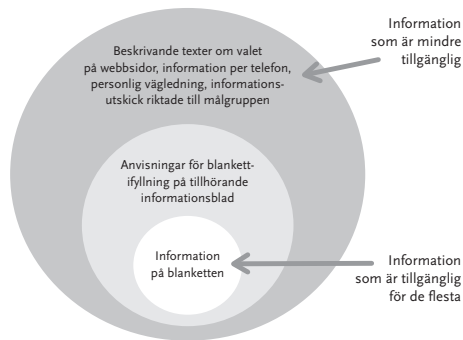 Information
som är mindre
tillgänglig
Beskrivande texter om valet
på webbsidor, information per telefon,
personlig vägledning, informations-
utskick riktade till målgruppen
Anvisningar för blankett-
ifyllning på tillhörande
informationsblad
Information
på blanketten
Information
som är tillgänglig
för de flesta